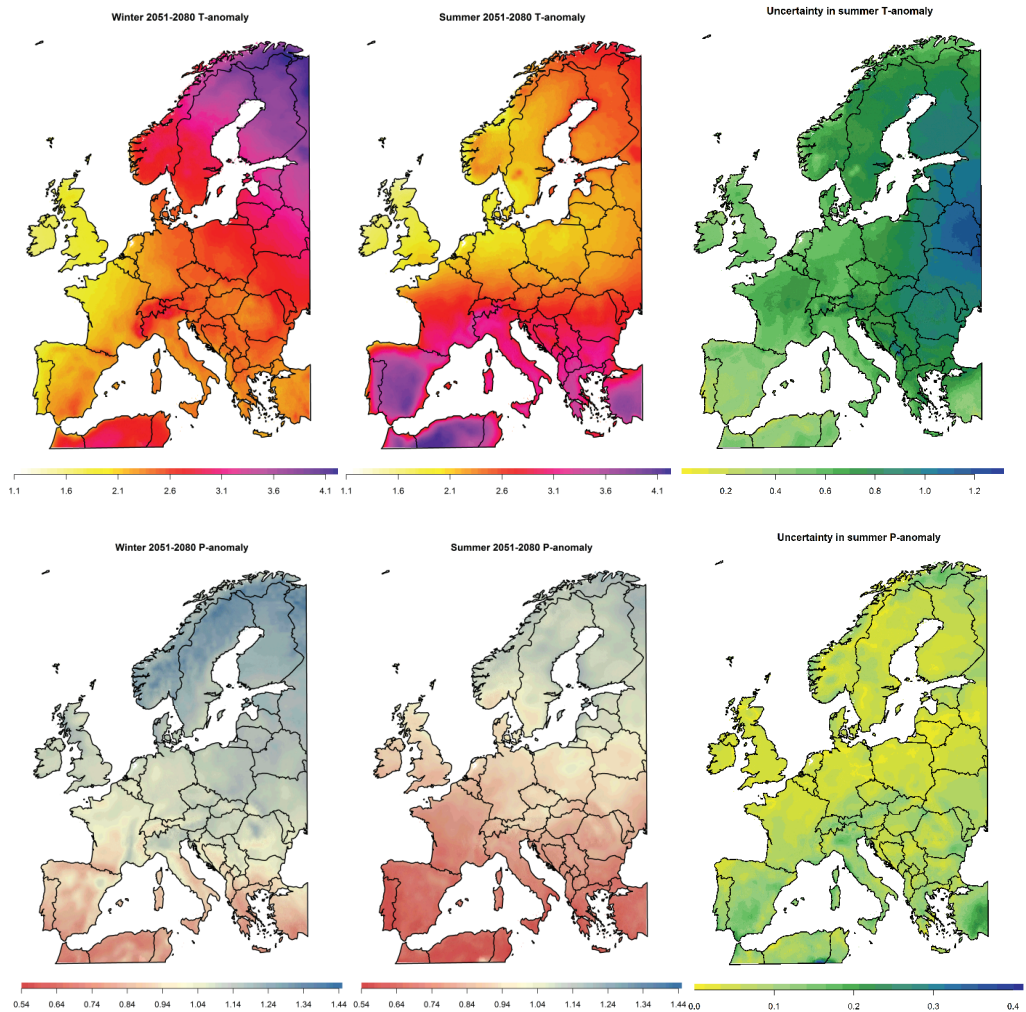 Winter 2051-2080 T-anomaly
Summer 2051-2080 T-anomaly
Uncertainty in summer T-anomaly
1.1 1.6 2.1 2.6 3.1 3.6 4.1
1.1 1.6 2.1 2.6 3.1 3.6 4.1
0.2 0.4 0.6 0.8 1.0 1.2
Winter 2051-2080 P-anomaly
Summer 2051-2080 P-anomaly
Uncertainty in summer P-anomaly
0.54 0.64 0.74 0.84 0.94 1.04 1.14 1.24 1.34 1.44
0.54 0.64 0.74 0.84 0.94 1.04 1.14 1.24 1.34 1.44
0.0 0.1 0.2 0.3 0.4